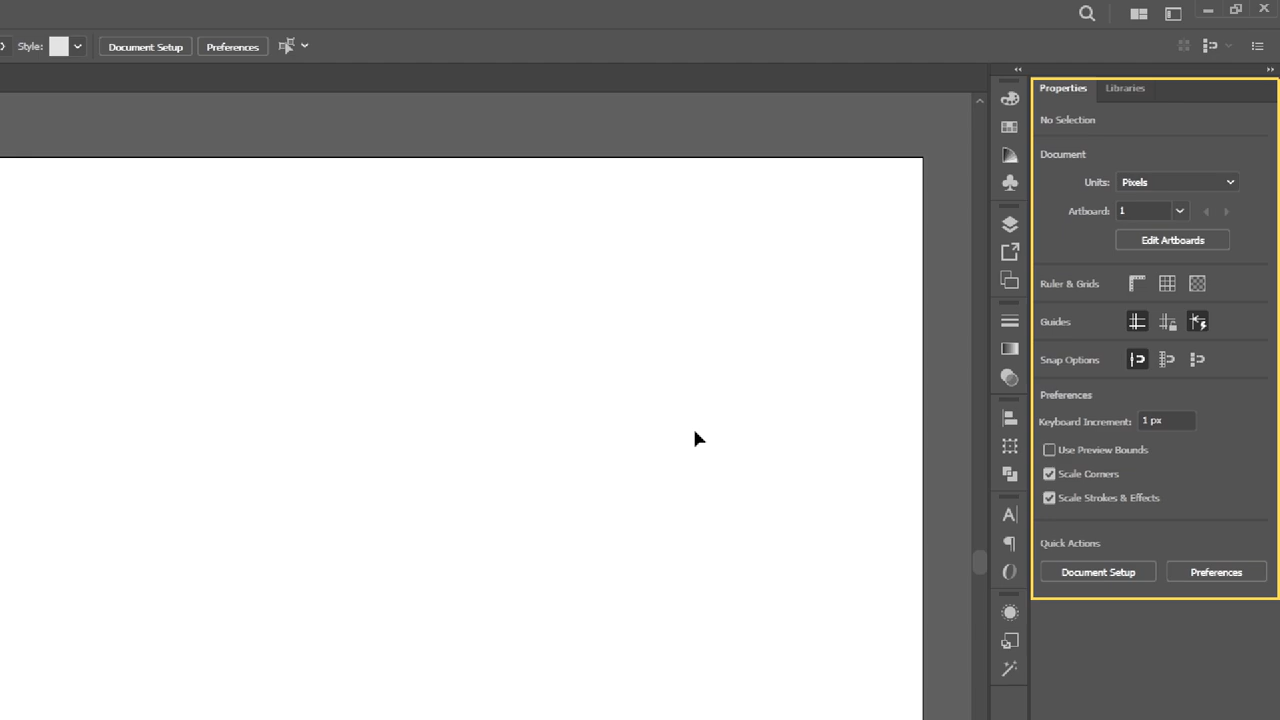 Style:
Document Setup
Preferences
Properties
Libraries
No Selection
Document
Units: Pixels
Artboard: 1
Edit Artboards
Ruler & Grids
Guides
Snap Options
Preferences
Keyboard Increment: 1 px
Use Preview Bounds
Scale Corners
Scale Strokes & Effects
Quick Actions
Document Setup
Preferences